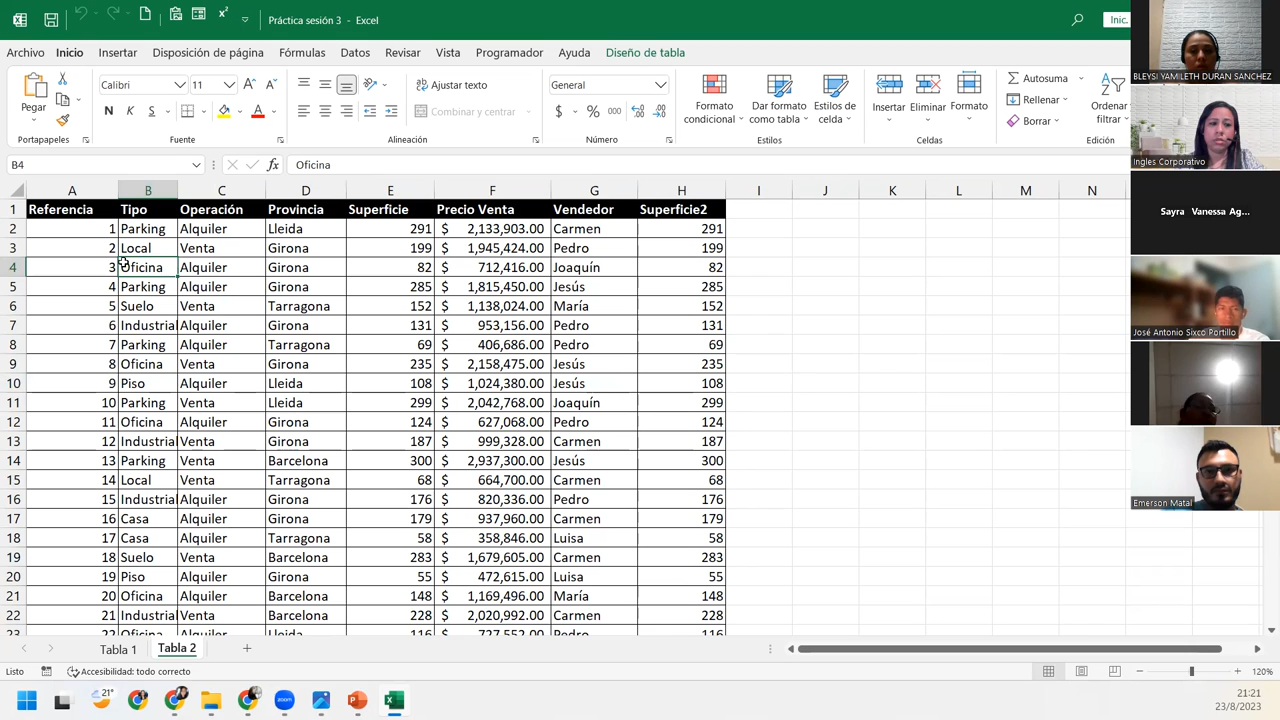 Práctica sesión 3 - Excel
Inic.
Archivo Inicio Insertar Disposición de página Fórmulas Revisar Vista Ayuda
Pegar
Calibri
N K
Ajustar texto
General
Formato condicional
Dar formato como tabla
Estilos de celda
Insertar
Eliminar
Formato
Autosuma
Rellenar
Borrar
Ordenar
filtrar
Portapapeles Fuente Alineación Número Estilos Celdas Edición
B4 fx Oficina
A B C D E F G H I J K L M N
1 Referencia Tipo Operación Provincia Superficie Vendedor Superficie2
2 1 Parking Alquiler Lleida 291 $ 2,133,903.00 Carmen 291
3 2 Local Venta Girona 199 $ 1,945,424.00 Pedro 199
4 3 Oficina Alquiler Girona 82 $ 712,416.00 Joaquín 82
5 4 Parking Alquiler Girona 285 $ 1,815,450.00 Jesús 285
6 5 Suelo Venta Tarragona 152 $ 1,138,024.00 María 152
7 6 Industrial Alquiler Girona 131 $ 953,156.00 Pedro 131
8 7 Parking Alquiler Tarragona 69 $ Pedro 69
9 8 Oficina Venta Girona 235 $ 2,158,475.00 Jesús 235
10 9 Piso Alquiler Lleida 108 $ 1,024,380.00 Jesús 108
11 10 Parking Venta Lleida 299 $ 2,042,768.00 Joaquín 299
12 11 Oficina Alquiler Girona 124 $ 627,068.00 Pedro 124
13 12 Industrial Venta Girona 187 $ 999,328.00 Carmen 187
14 13 Parking Venta Barcelona 300 $ 2,937,301.00 Jesús 300
15 14 Local Venta Tarragona 68 $ 664,700.00 Carmen 68
16 15 Industrial Alquiler Girona 176 $ 820,336.00 Pedro 176
17 16 Casa Alquiler Girona 179 $ 937,960.00 Carmen 179
18 17 Casa Alquiler Tarragona 58 $ 358,846.00 Luisa 58
19 18 Suelo Venta Barcelona 283 $ 1,679,605.00 Carmen 283
20 19 Piso Alquiler Girona 55 $ 472,615.00 Luisa 55
21 20 Oficina Alquiler Barcelona 148 $ 1,169,496.00 María 148
22 21 Industrial Venta Barcelona 228 $ 2,020,992.00 Carmen 228
23 22 Oficina Alquiler Lleida 116 $ 727,552.00 Pedro 116
Tabla 1 Tabla 2 +
Listo Accesibilidad: todo correcto 120%
21°
21:21
23/8/2023
BLEYSI YAMILETH DURAN SANCHEZ
Ingles Corporativo
Sayra Vanessa Ag...
José Antonio Sixco Portillo
Emerson Matal